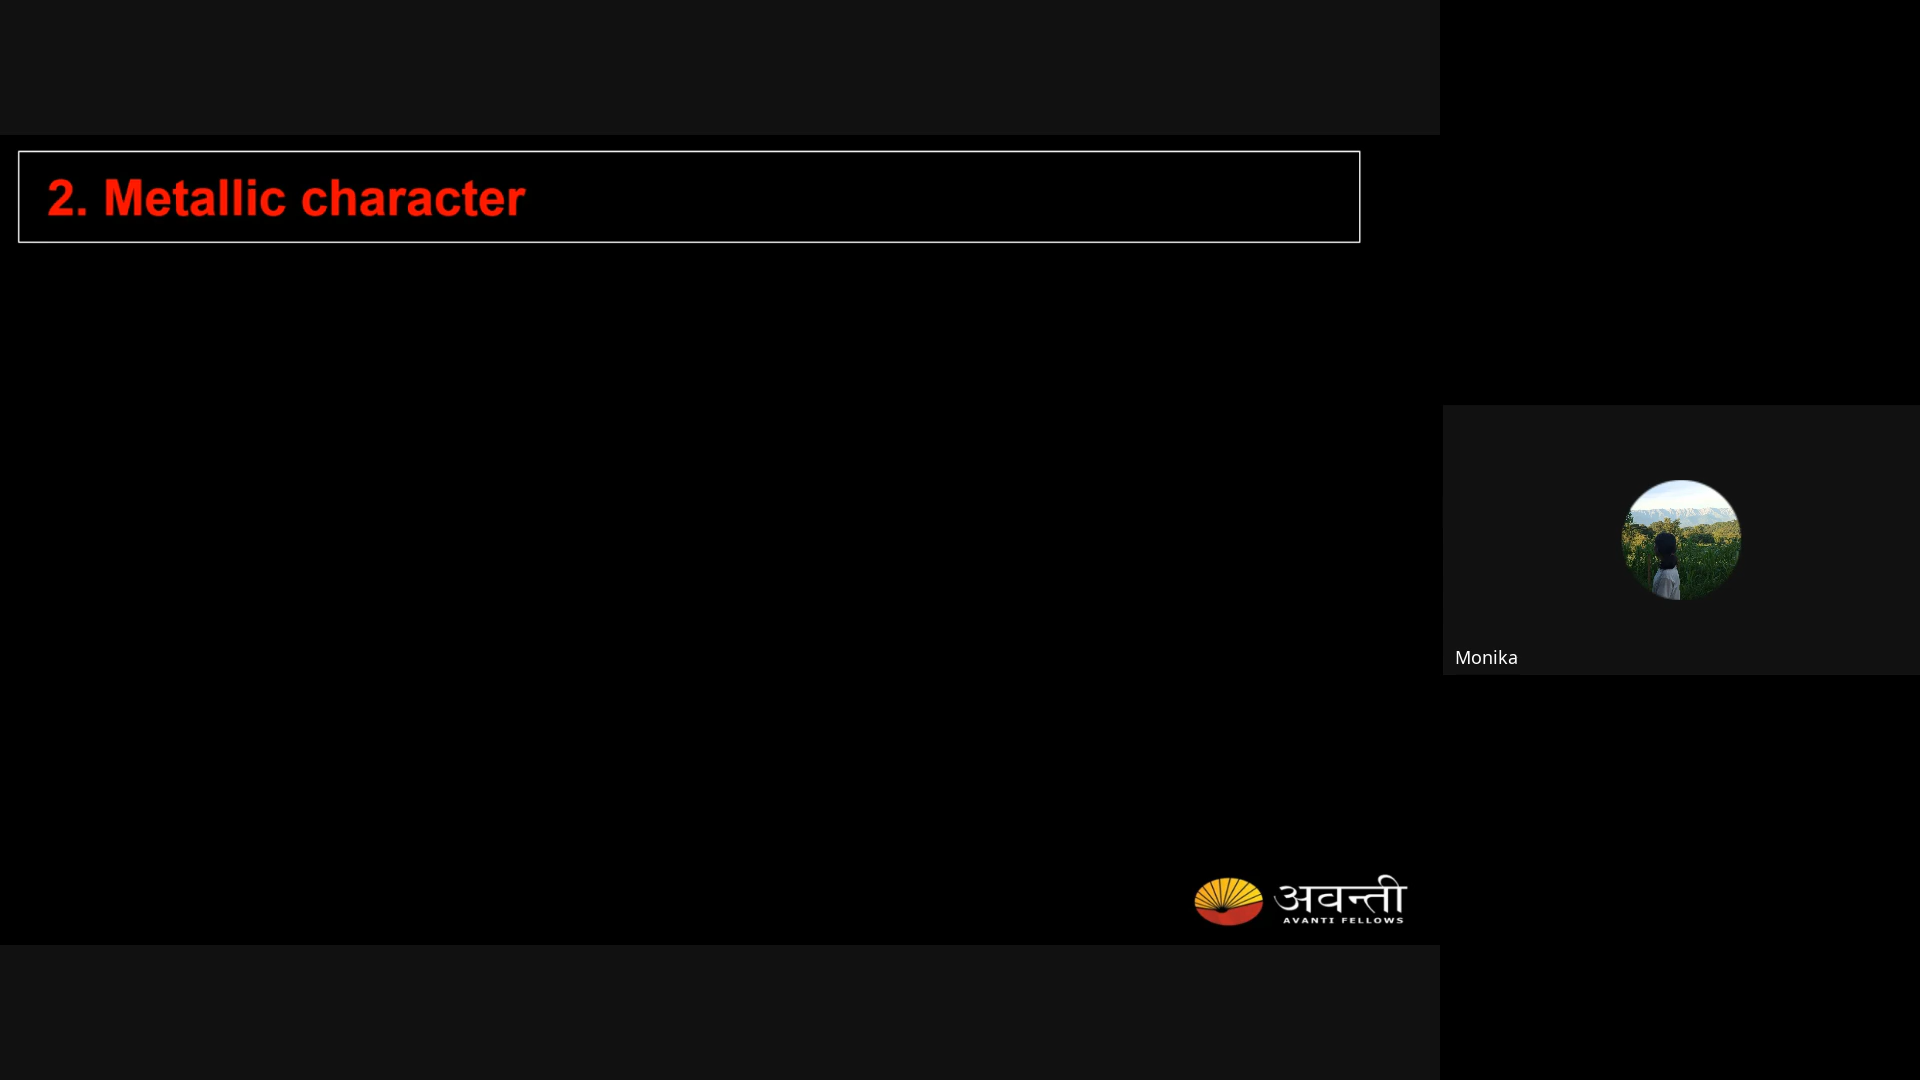 2. Metallic character
Monika
अवन्ती
AVANTI FELLOWS